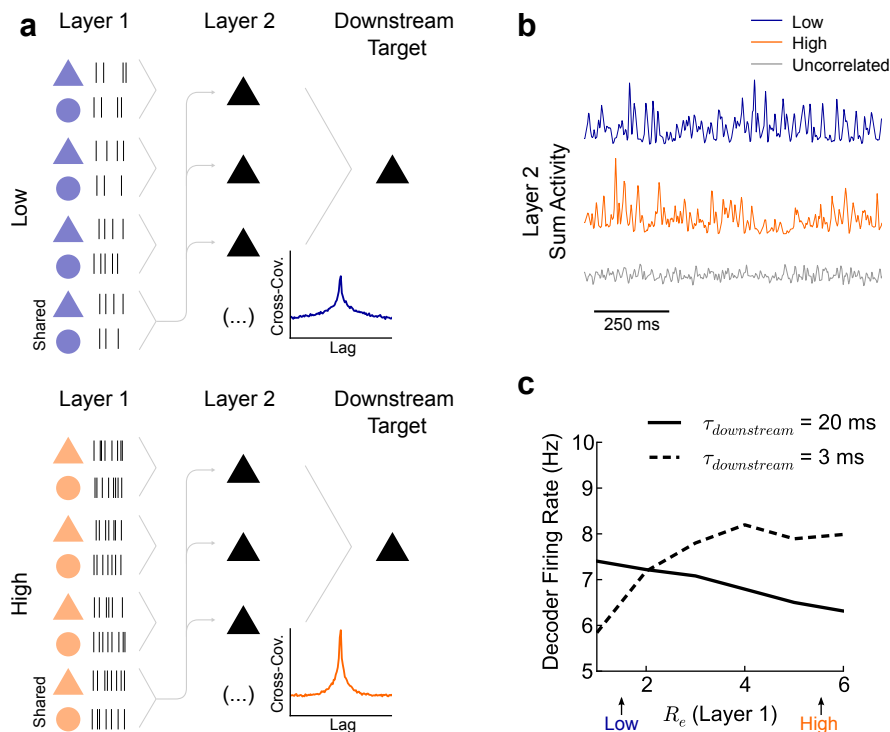 a
Layer 1 Layer 2 Downstream
Target
Low
Shared
(...)
Cross-Cov.
Lag
Layer 1 Layer 2 Downstream
Target
High
Shared
(...)
Cross-Cov.
Lag
b
Low
High
Uncorrelated
Layer 2
Sum Activity
250 ms
c
τdownstream = 20 ms
τdownstream = 3 ms
Decoder Firing Rate (Hz)
10
9
8
7
6
5
2 4 6
Low Re (Layer 1) High